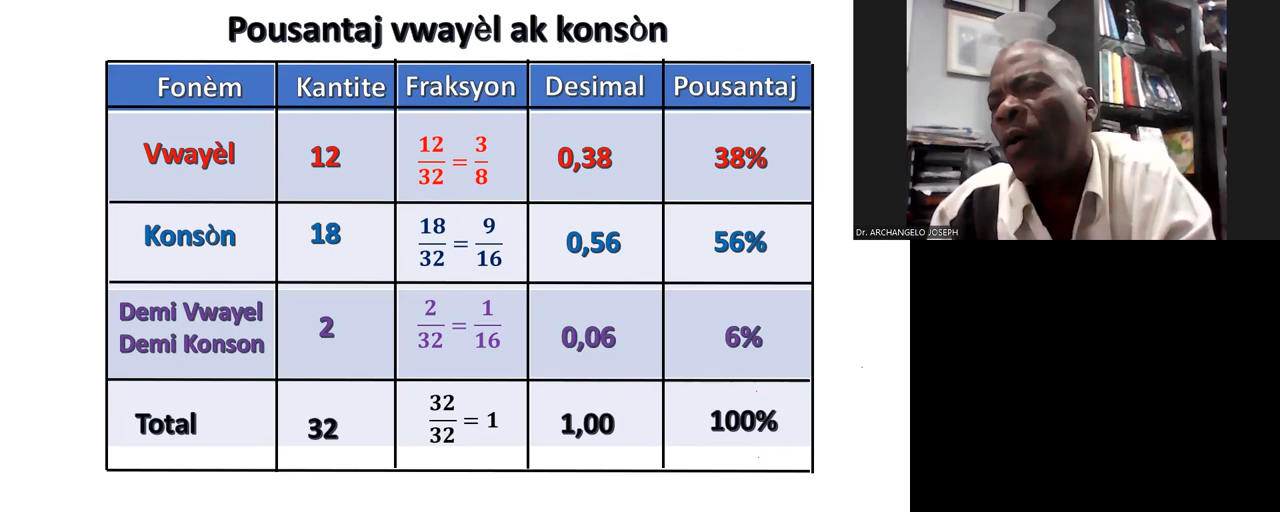 Pousantaj vwayèl ak konsòn
Fonèm Kantite Fraksyon Desimal Pousantaj
Vwayèl 12 12/32 = 3/8 0,38 38%
Konsòn 18 18/32 = 9/16 0,56 56%
Demi Vwayel
Demi Konson 2 2/32 = 1/16 0,06 6%
Total 32 32/32 = 1 1,00 100%
Dr. ARCHANGELO JOSEPH